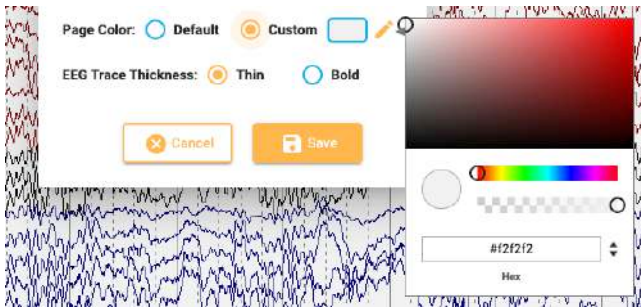 Page Color: Default Custom
EEG Trace Thickness: Thin Bold
Cancel Save
#f2f2f2
Hex